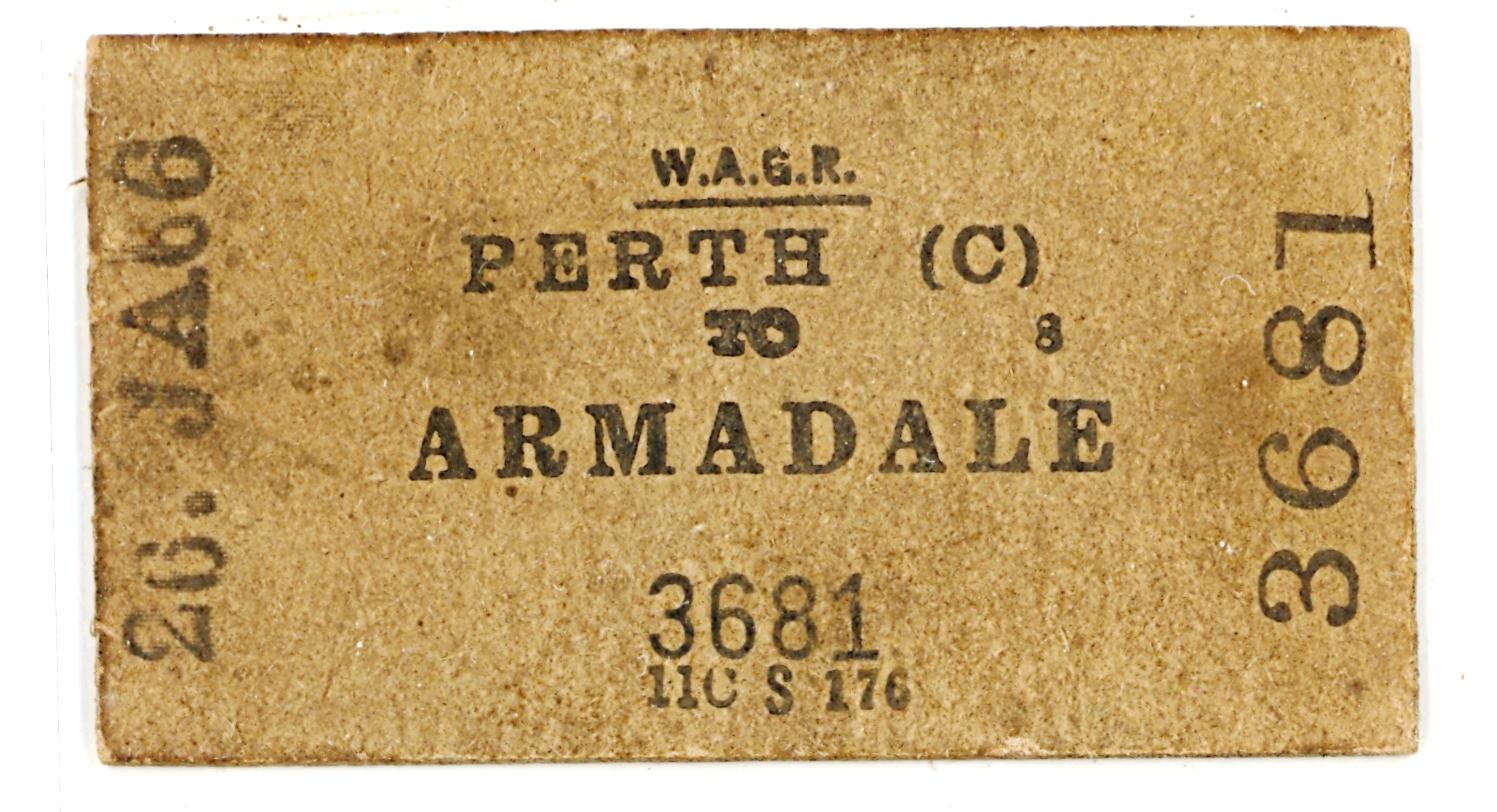 W.A.G.R.
PERTH (C)
TO 8
ARMADALE
3681
11C S 176
26. JA66
3681